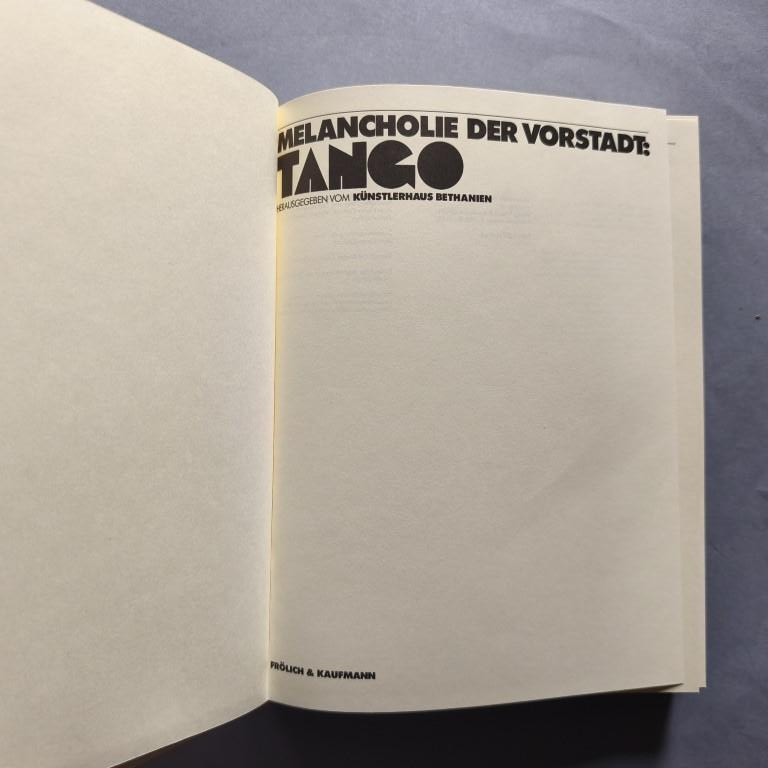 MELANCHOLIE DER VORSTADT:
TANGO
HERAUSGEGEBEN VOM KÜNSTLERHAUS BETHANIEN
FRÖLICH & KAUFMANN